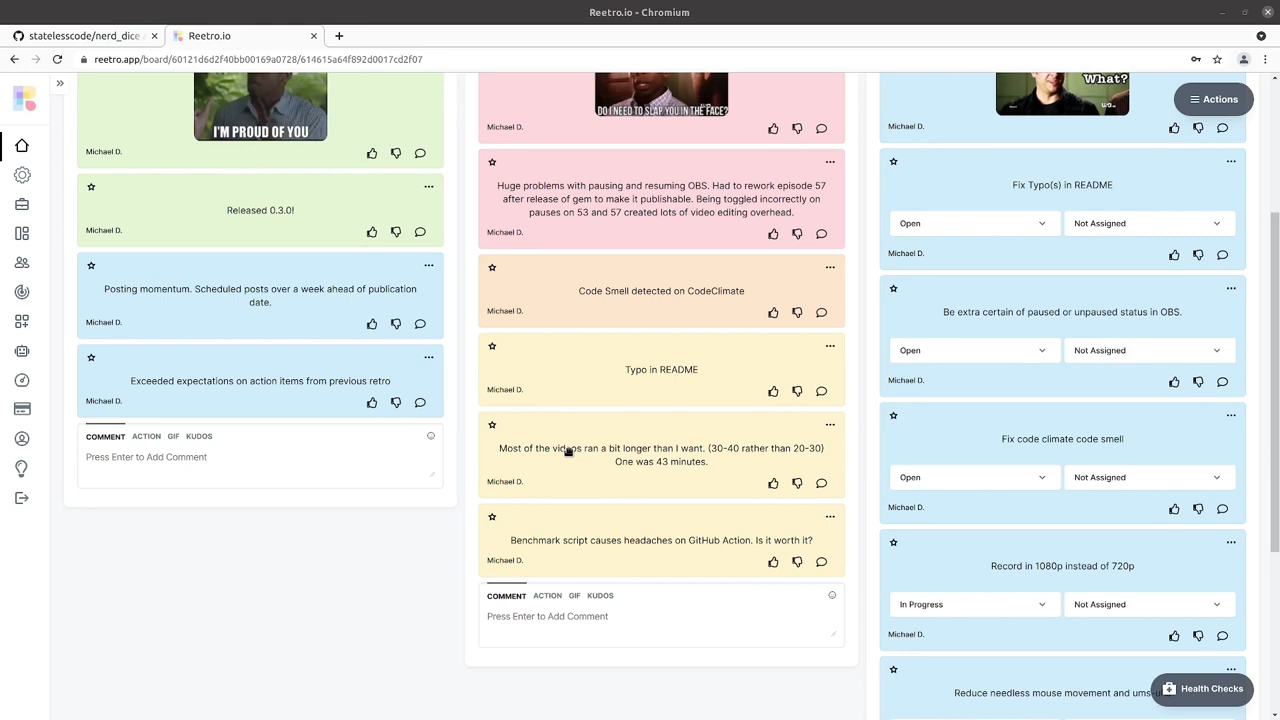 Reetro.io - Chromium
statelesscode/nerd_dice
Reetro.io
reetro.app/board/60121d6d2f40bb00169a0728/614615a64f892d0017cd2f07
Actions
I'M PROUD OF YOU
Michael D.
Released 0.3.0!
Michael D.
Posting momentum. Scheduled posts over a week ahead of publication
date.
Michael D.
Exceeded expectations on action items from previous retro
Michael D.
COMMENT ACTION GIF KUDOS
Press Enter to Add Comment
DO I NEED TO SLAP YOU IN THE FACE?
Michael D.
Huge problems with pausing and resuming OBS. Had to rework episode 57
after release of gem to make it publishable. Being toggled incorrectly on
pauses on 53 and 57 created lots of video editing overhead.
Michael D.
Code Smell detected on CodeClimate
Michael D.
Typo in README
Michael D.
Most of the videos ran a bit longer than I want. (30-40 rather than 20-30)
One was 43 minutes.
Michael D.
Benchmark script causes headaches on GitHub Action. Is it worth it?
Michael D.
COMMENT ACTION GIF KUDOS
Press Enter to Add Comment
What?
Michael D.
Fix Typo(s) in README
Open Not Assigned
Michael D.
Be extra certain of paused or unpaused status in OBS.
Open Not Assigned
Michael D.
Fix code climate code smell
Open Not Assigned
Michael D.
Record in 1080p instead of 720p
In Progress Not Assigned
Michael D.
Reduce needless mouse movement and
Health Checks